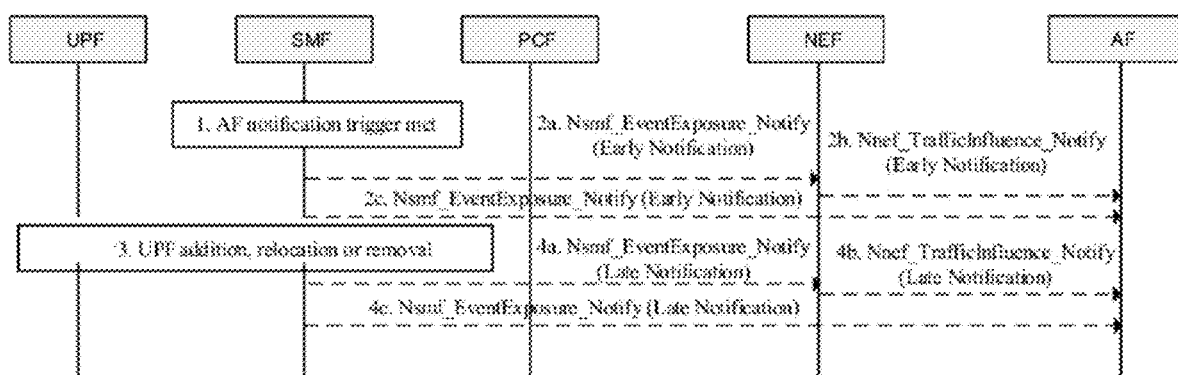 UPF
SMF
PCF
NEF
AF
1. AF notification trigger met
2a. Nsmf_EventExposure_Notify
(Early Notification)
2b. Nnef_TrafficInfluence_Notify
(Early Notification)
2c. Nsmf_EventExposure_Notify (Early Notification)
3. UPF addition, relocation or removal
4a. Nsmf_EventExposure_Notify
(Late Notification)
4b. Nnef_TrafficInfluence_Notify
(Late Notification)
4c. Nsmf_EventExposure_Notify (Late Notification)